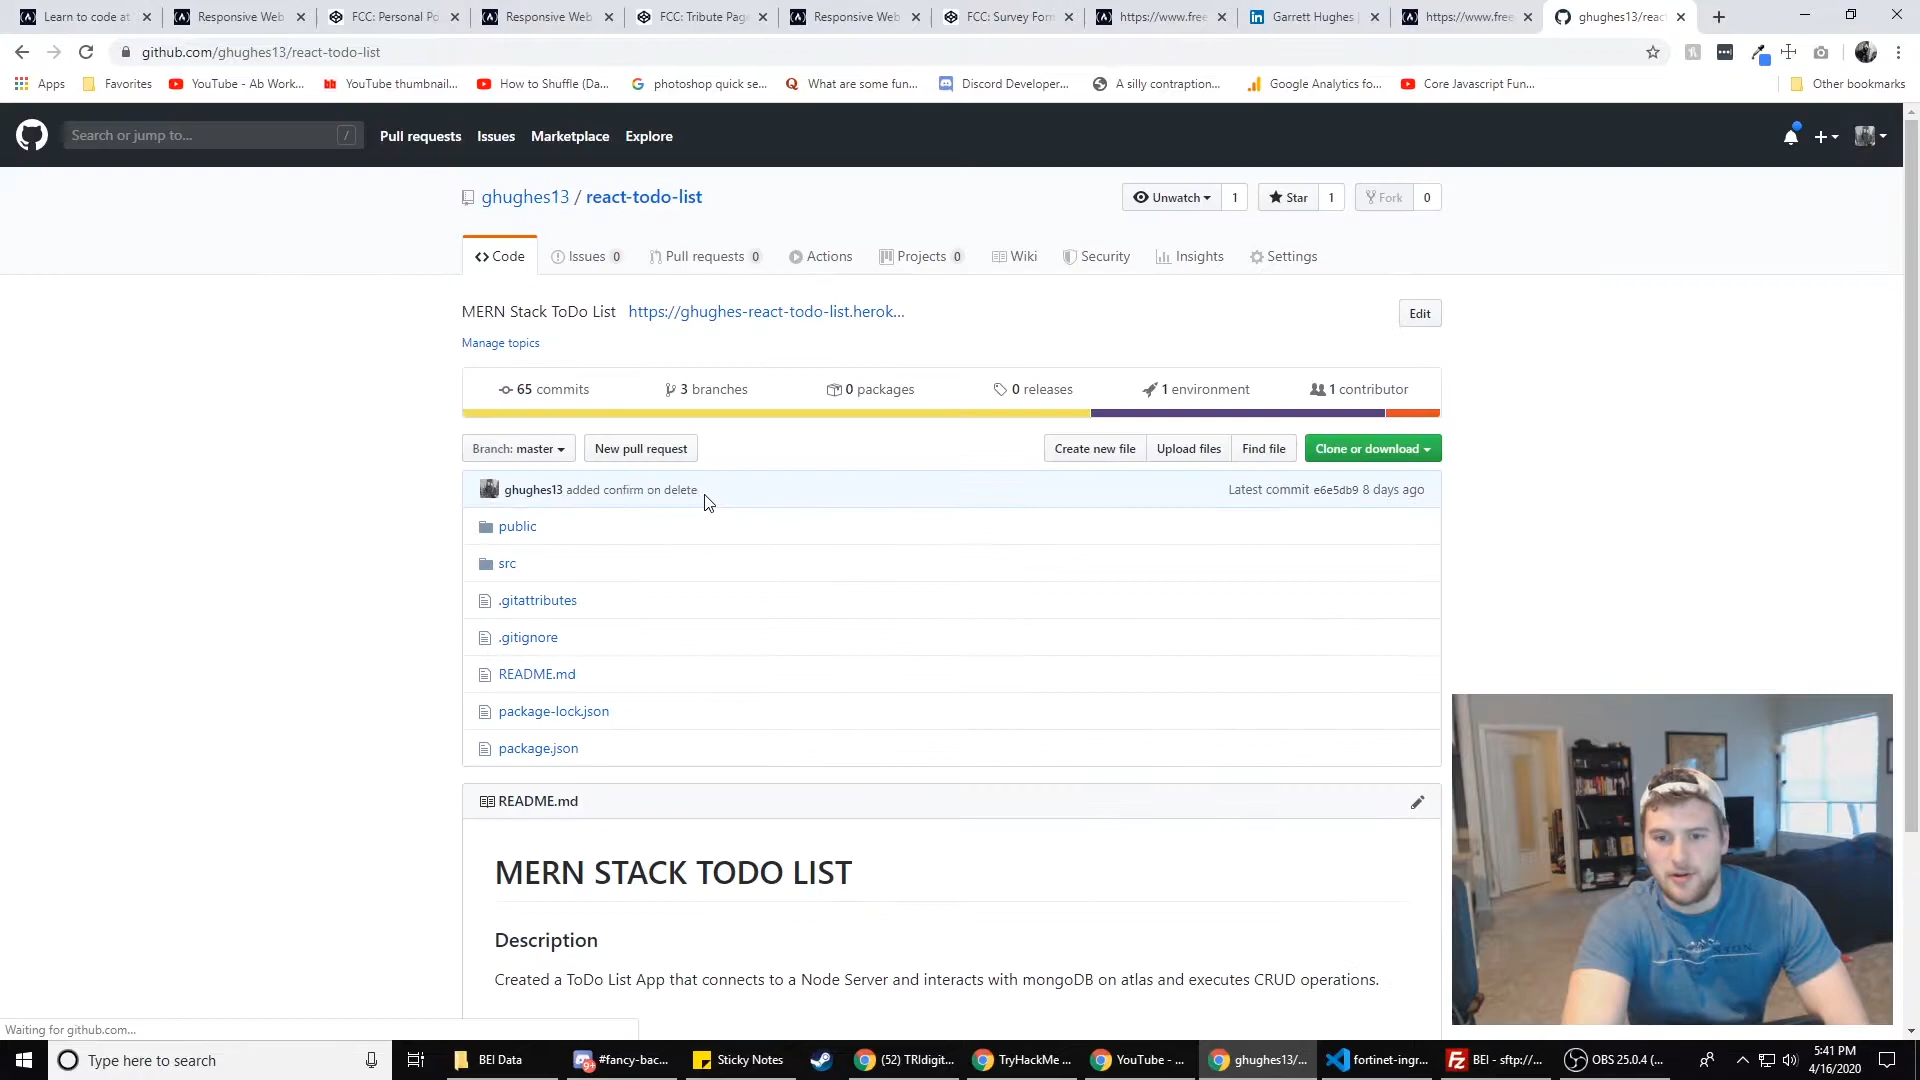 Learn to code at
Responsive Web
FCC: Personal Po
Responsive Web
FCC: Tribute Pag
Responsive Web
FCC: Survey Form
https://www.free
Garrett Hughes |
https://www.free
ghughes13/react
github.com/ghughes13/react-todo-list
Apps
Favorites
YouTube - Ab Work...
YouTube thumbnail...
How to Shuffle (Da...
photoshop quick se...
What are some fun...
Discord Developer...
A silly contraption...
Google Analytics fo...
Core Javascript Fun...
Other bookmarks
Search or jump to... /
Pull requests Issues Marketplace Explore
ghughes13 / react-todo-list
Unwatch 1
Star 1
Fork 0
Code
Issues 0
Pull requests 0
Actions
Projects 0
Wiki
Security
Insights
Settings
MERN Stack ToDo List https://ghughes-react-todo-list.herok...
Edit
Manage topics
65 commits
3 branches
0 packages
0 releases
1 environment
1 contributor
Branch: master
New pull request
Create new file
Upload files
Find file
Clone or download
ghughes13 added confirm on delete
Latest commit e6e5db9 8 days ago
public
src
.gitattributes
.gitignore
README.md
package-lock.json
package.json
README.md
MERN STACK TODO LIST
Description
Created a ToDo List App that connects to a Node Server and interacts with mongoDB on atlas and executes CRUD operations.
Waiting for github.com...
Type here to search
BEI Data
#fancy-bac...
Sticky Notes
(52) TRIdigit...
TryHackMe ...
YouTube - ...
ghughes13/...
fortinet-ingr...
BEI - sftp://...
OBS 25.0.4 (...
5:41 PM
4/16/2020